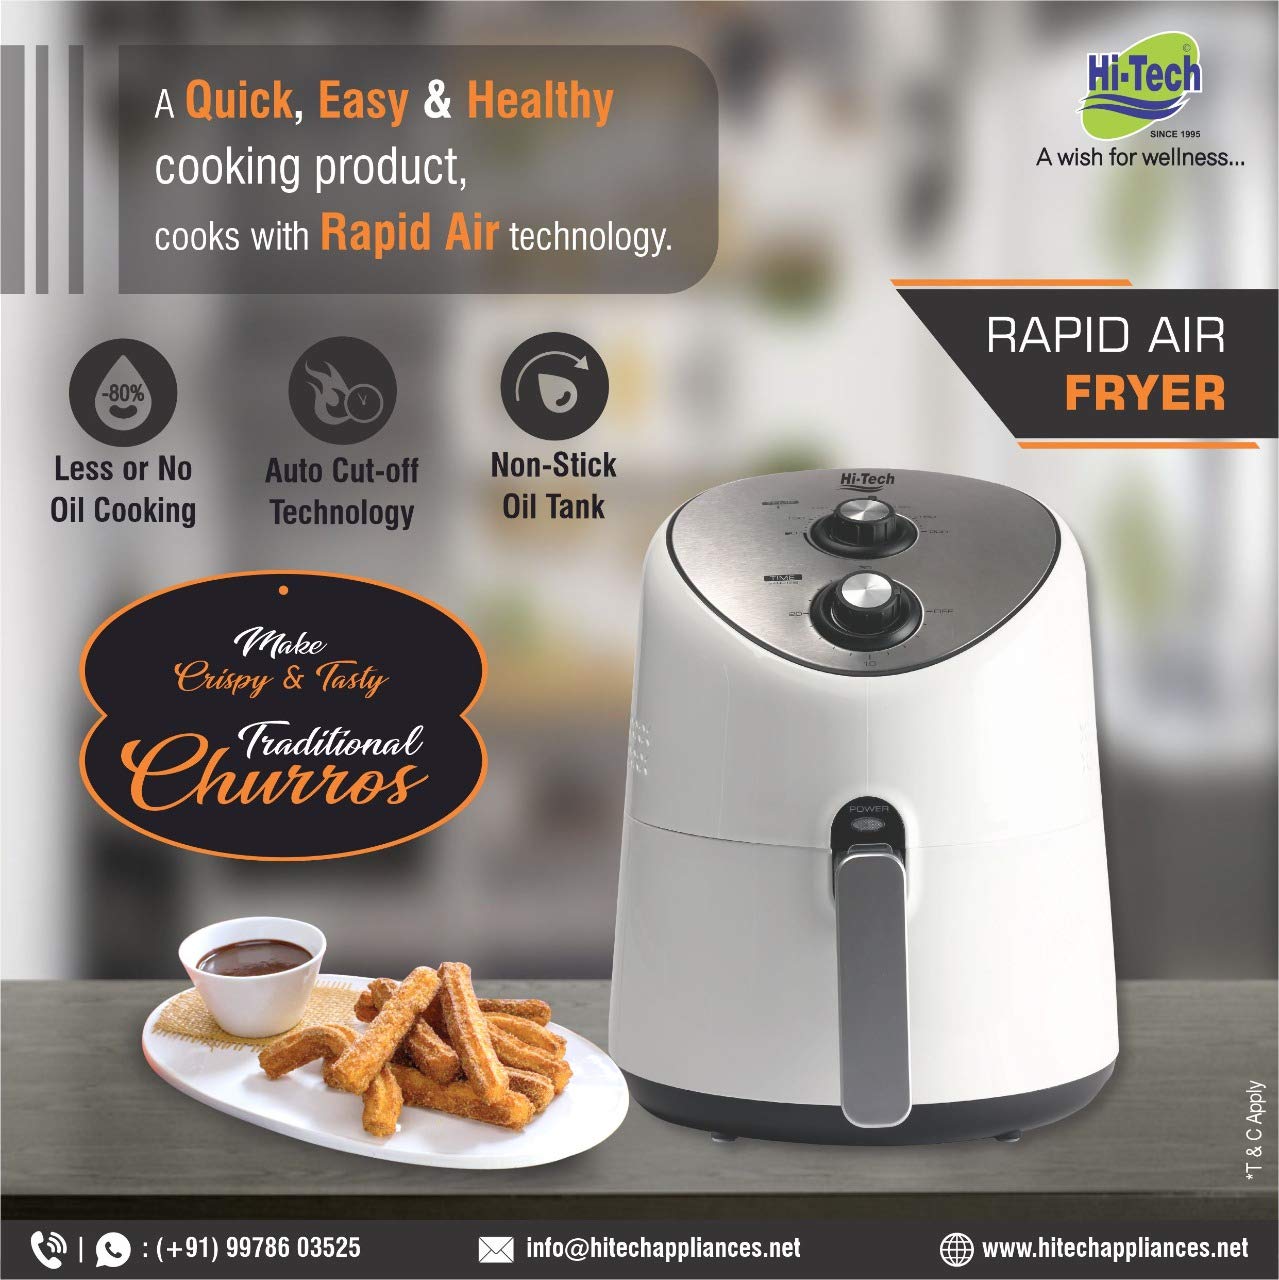 A Quick, Easy & Healthy
cooking product,
cooks with Rapid Air technology.
Hi-Tech
©
SINCE 1995
A wish for wellness...
RAPID AIR
FRYER
-80%
Less or No
Oil Cooking
Auto Cut-off
Technology
Non-Stick
Oil Tank
Make
Crispy & Tasty
Traditional
Churros
Hi-Tech
TIME
20
OFF
10
POWER
*T & C Apply
| : (+91) 99786 03525
info@hitechappliances.net
www.hitechappliances.net